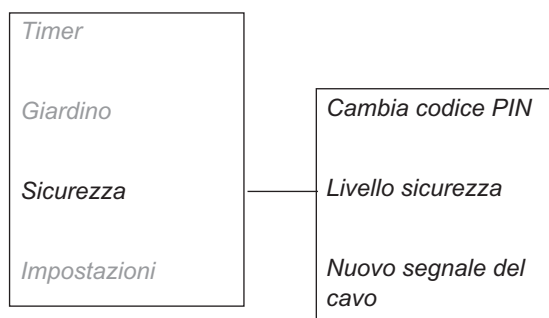 Timer
Giardino
Sicurezza
Impostazioni
Cambia codice PIN
Livello sicurezza
Nuovo segnale del
cavo